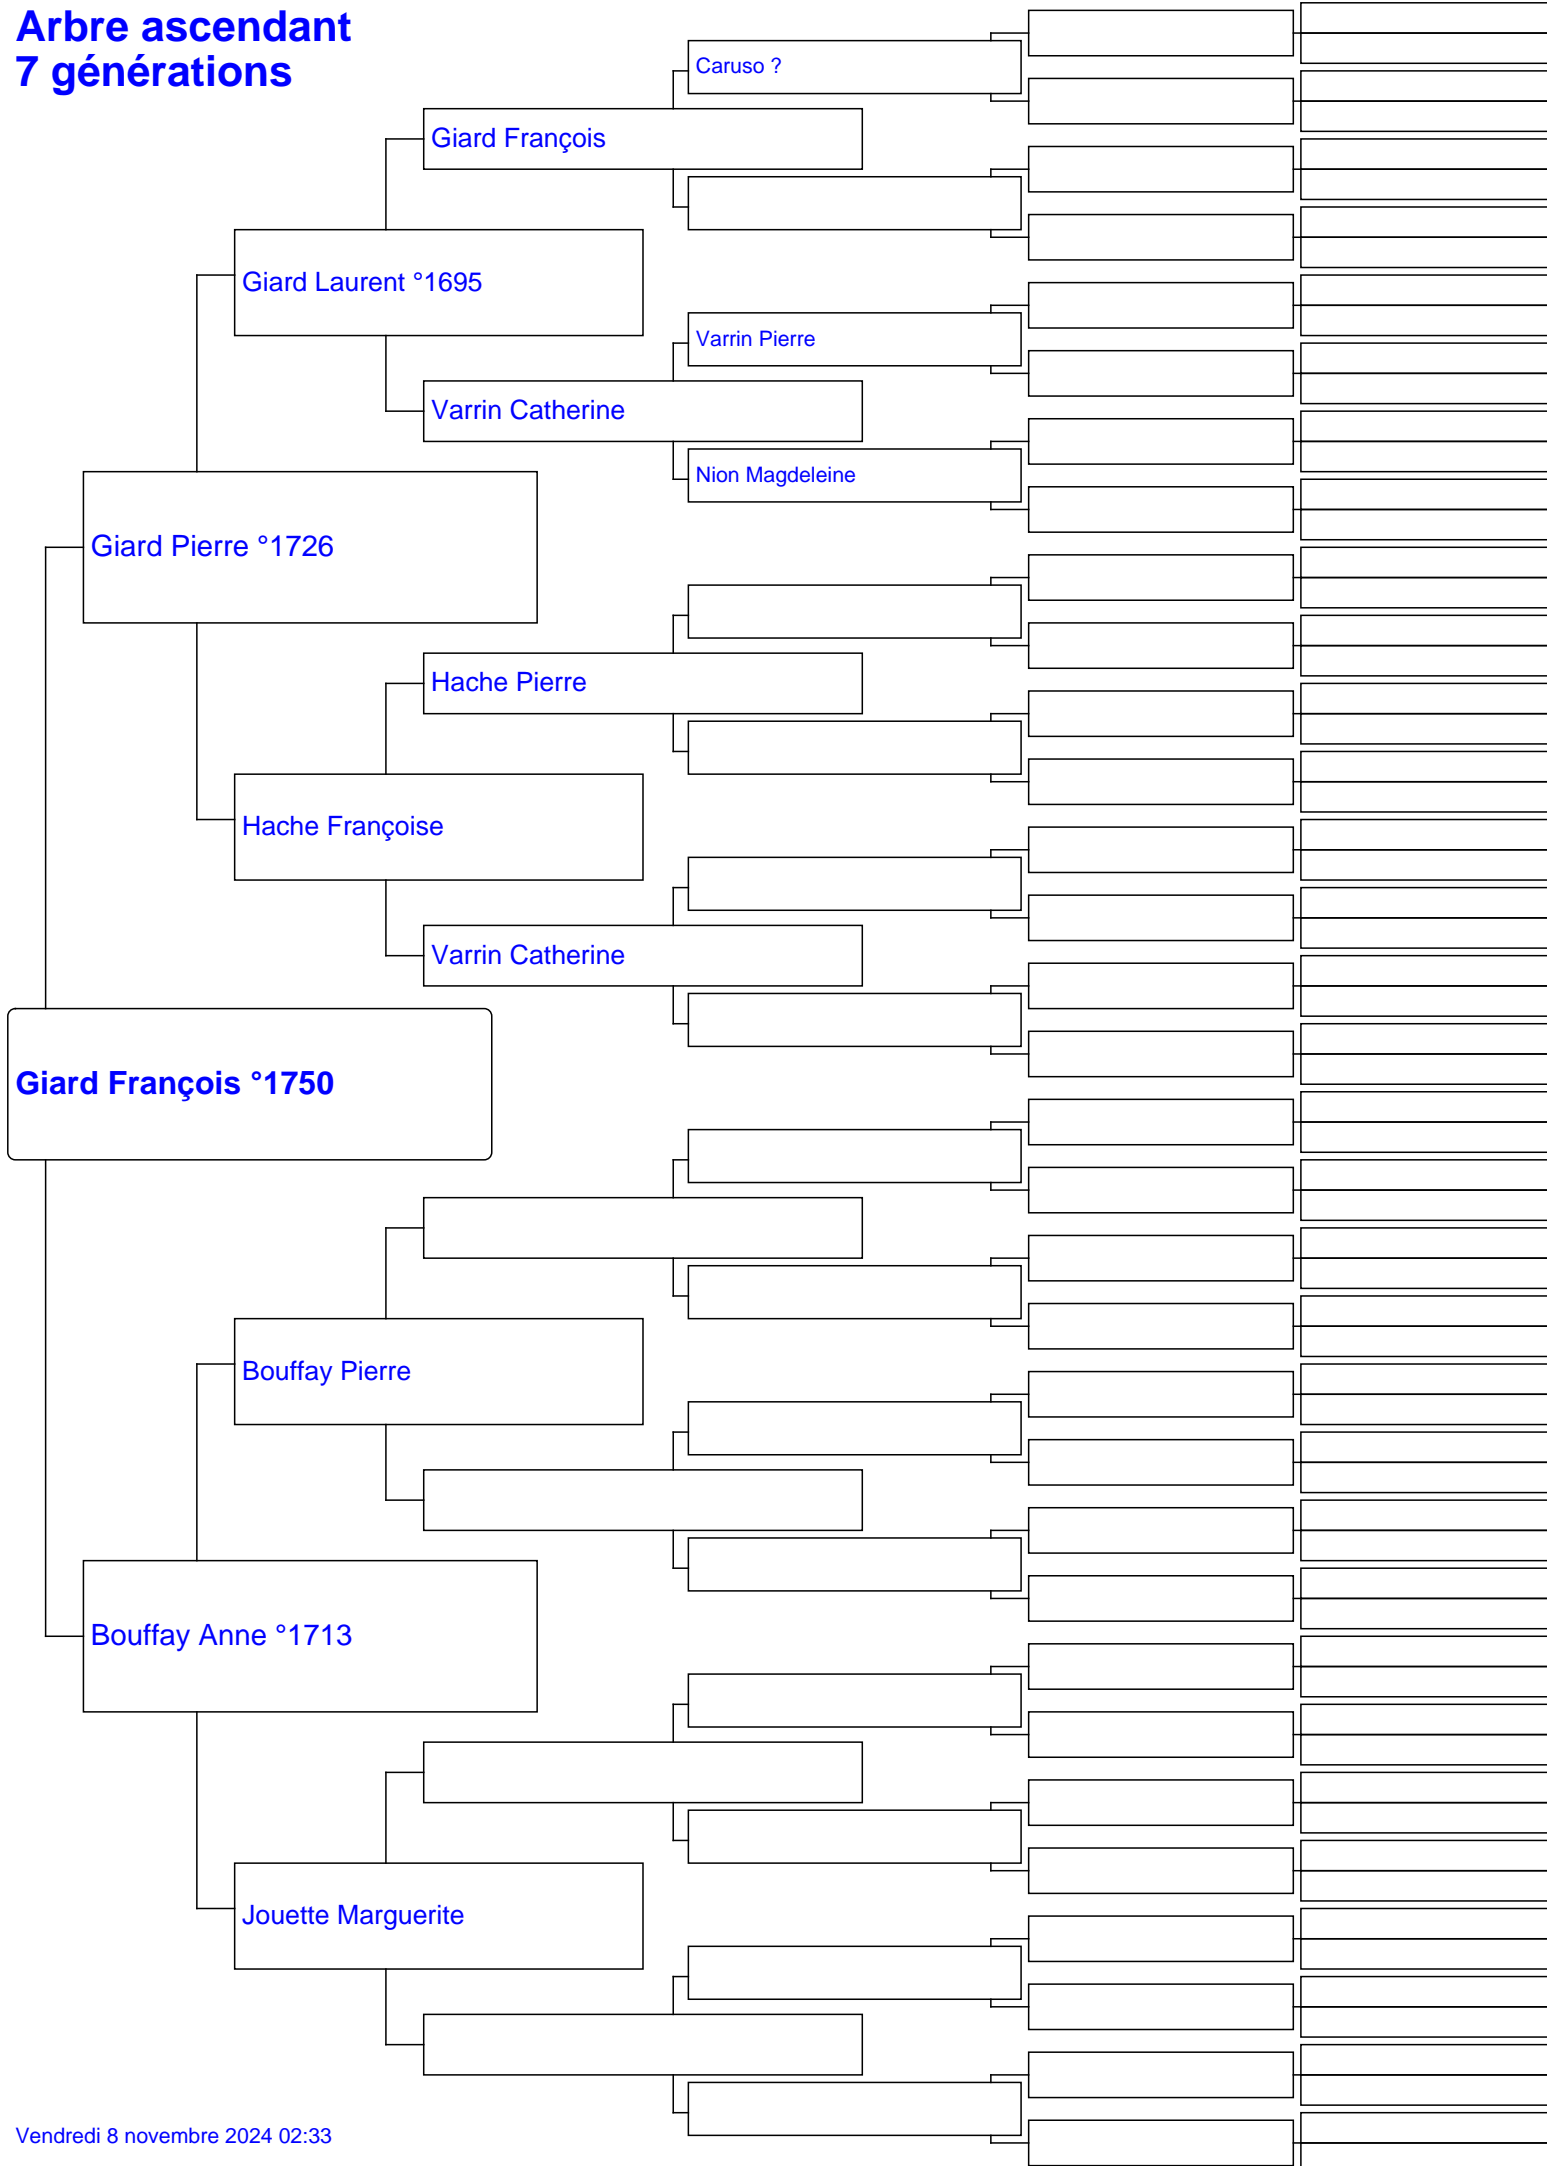 Arbre ascendant
7 générations
Caruso ?
Giard François
Giard Laurent °1695
Varrin Pierre
Varrin Catherine
Nion Magdeleine
Giard Pierre °1726
Hache Pierre
Hache Françoise
Varrin Catherine
Giard François °1750
Bouffay Pierre
Bouffay Anne °1713
Jouette Marguerite
Vendredi 8 novembre 2024 02:33